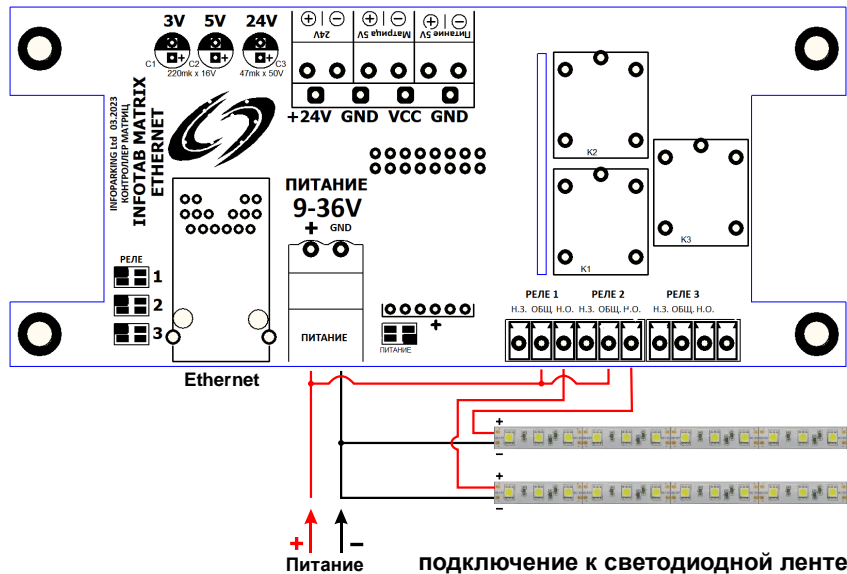 3V 5V 24V
C1 C2 C3
220mk x 16V 47mk x 50V
24V Матрица 5V Питание 5V
+24V GND VCC GND
INFOPARKING Ltd 03.2023
КОНТРОЛЛЕР МАТРИЦ
INFOTAB MATRIX
ETHERNET
ПИТАНИЕ
9-36V
+ GND
K2
K1
K3
РЕЛЕ
1
2
3
ПИТАНИЕ
+
ПИТАНИЕ
РЕЛЕ 1 РЕЛЕ 2 РЕЛЕ 3
Н.З. ОБЩ. Н.О. Н.З. ОБЩ. Н.О. Н.З. ОБЩ. Н.О.
Ethernet
+
–
+
–
+ –
Питание
подключение к светодиодной ленте